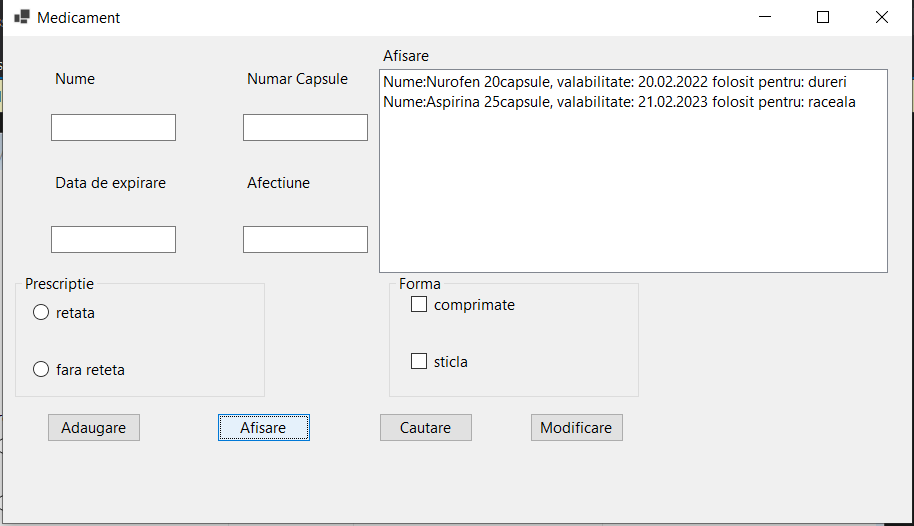 Medicament
Nume
Numar Capsule
Data de expirare
Afectiune
Afisare
Nume:Nurofen 20capsule, valabilitate: 20.02.2022 folosit pentru: dureri
Nume:Aspirina 25capsule, valabilitate: 21.02.2023 folosit pentru: raceala
Prescriptie
retata
fara reteta
Forma
comprimate
sticla
Adaugare
Afisare
Cautare
Modificare